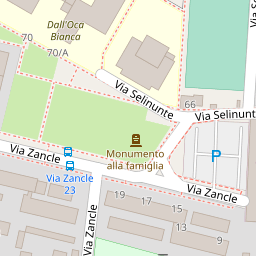 Dall'Oca
Bianca
70
70/A
Via Selinunte
66
Via Selinunte
Monumento
alla famiglia
P
Via Zancle
Via Zancle
23
Via Zancle
19
17
15
13
Via Zancle